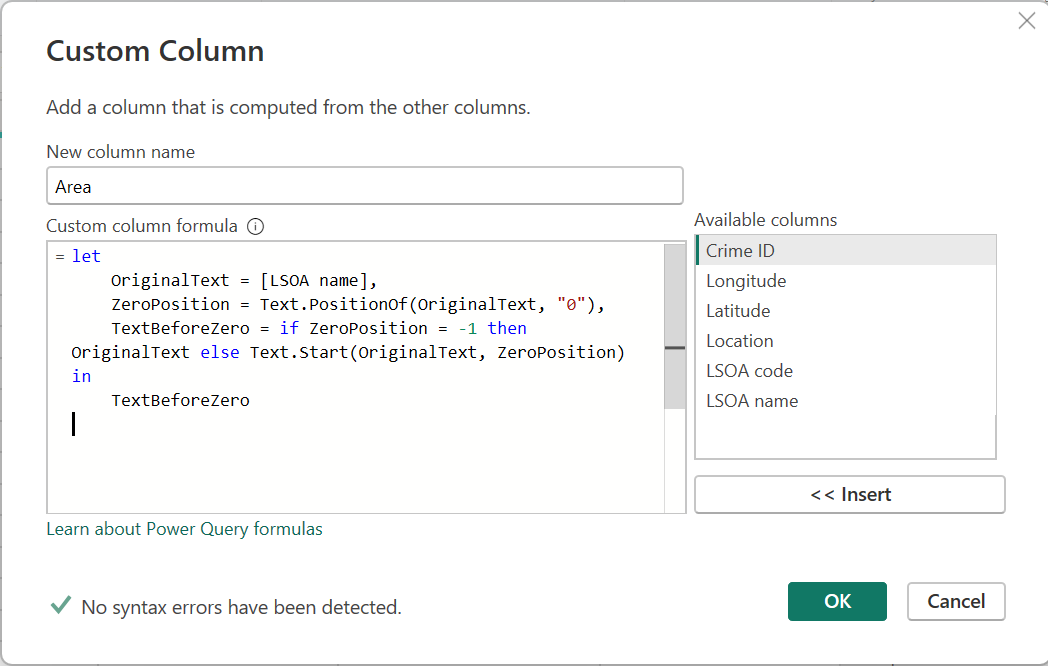 Custom Column
Add a column that is computed from the other columns.
New column name
Area
Custom column formula
= let
OriginalText = [LSOA name],
ZeroPosition = Text.PositionOf(OriginalText, "0"),
TextBeforeZero = if ZeroPosition = -1 then
OriginalText else Text.Start(OriginalText, ZeroPosition)
in
TextBeforeZero
Available columns
Crime ID
Longitude
Latitude
Location
LSOA code
LSOA name
<< Insert
Learn about Power Query formulas
No syntax errors have been detected.
OK
Cancel